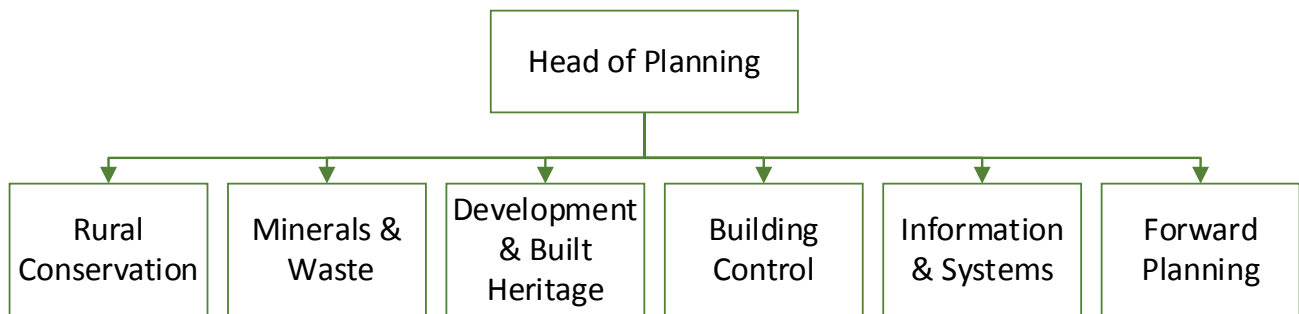 Head of Planning
Rural
Conservation
Minerals &
Waste
Development
& Built
Heritage
Building
Control
Information
& Systems
Forward
Planning